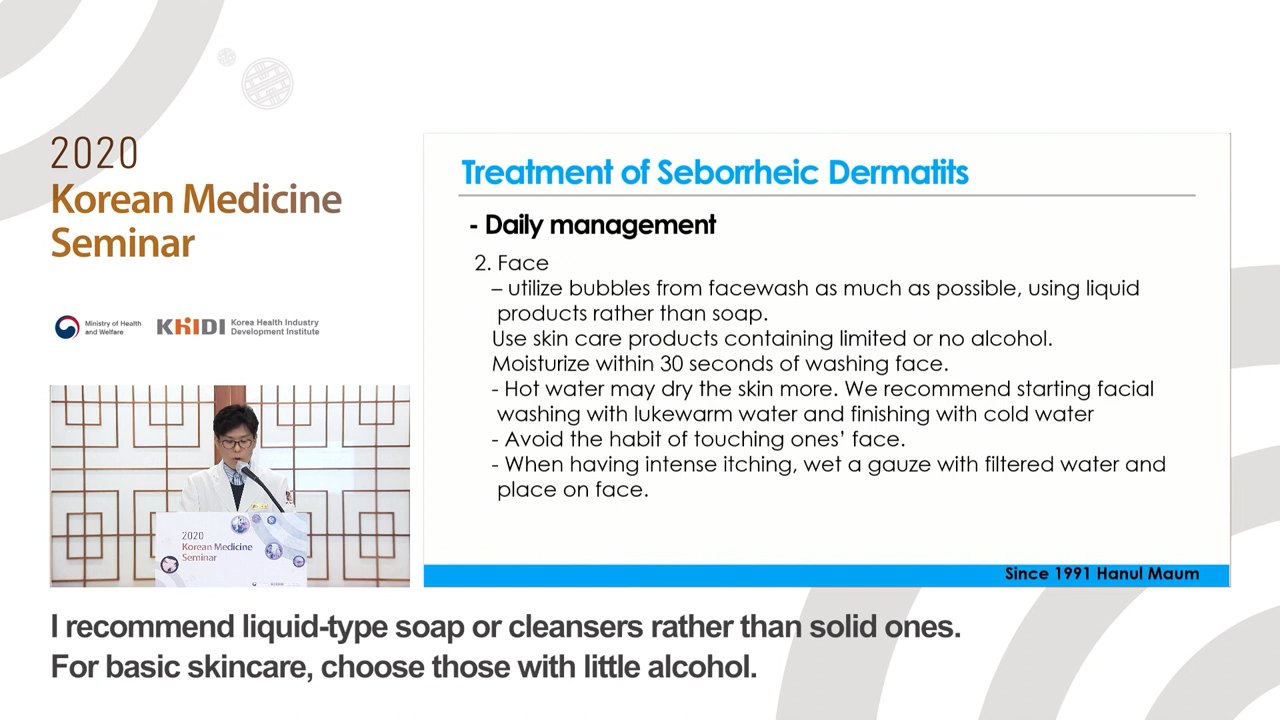 2020
Korean Medicine
Seminar
Ministry of Health
and Welfare
KHIDI
Korea Health Industry
Development Institute
2020
Korean Medicine
Seminar
Treatment of Seborrheic Dermatits
- Daily management
2. Face
– utilize bubbles from facewash as much as possible, using liquid
products rather than soap.
Use skin care products containing limited or no alcohol.
Moisturize within 30 seconds of washing face.
- Hot water may dry the skin more. We recommend starting facial
washing with lukewarm water and finishing with cold water
- Avoid the habit of touching ones’ face.
- When having intense itching, wet a gauze with filtered water and
place on face.
Since 1991 Hanul Maum
I recommend liquid-type soap or cleansers rather than solid ones.
For basic skincare, choose those with little alcohol.